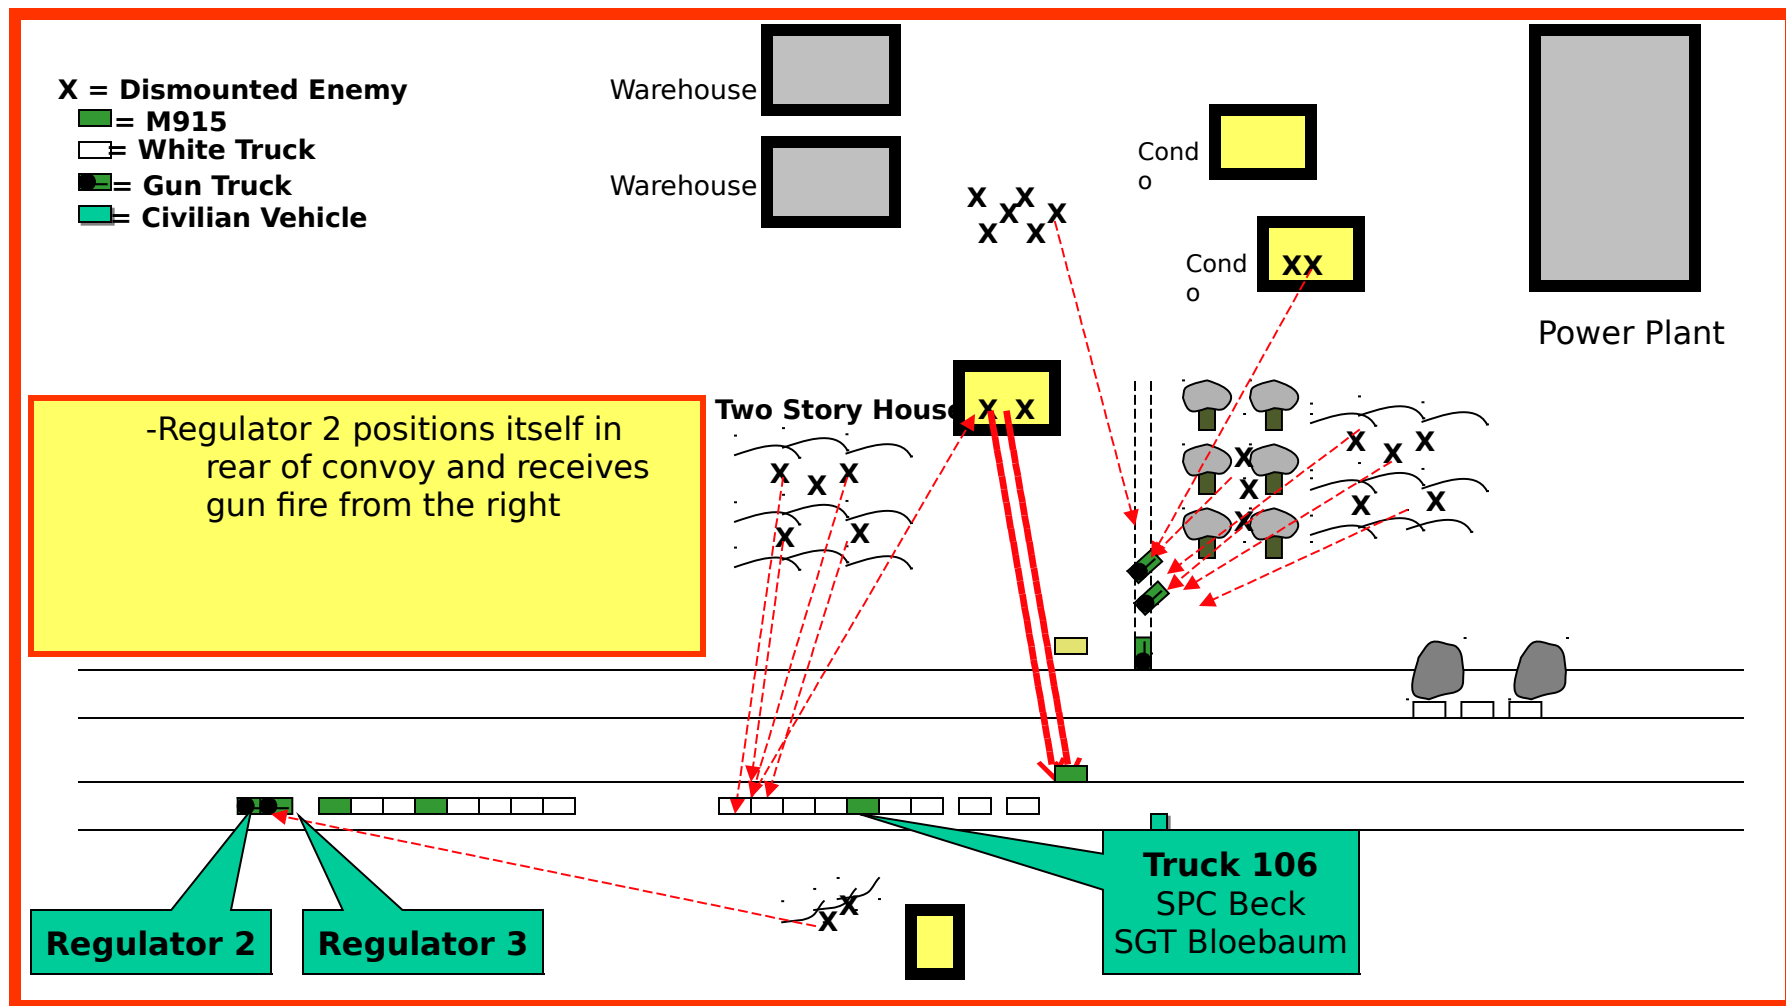 X = Dismounted Enemy
= M915
= White Truck
= Gun Truck
= Civilian Vehicle
Warehouse
Warehouse
Cond
o
Cond
o
Power Plant
X X
X X
X X
XX
Two Story House
X X
-Regulator 2 positions itself in
rear of convoy and receives
gun fire from the right
X X
X
X X
X
X
X
X X
X
X X
Truck 106
SPC Beck
SGT Bloebaum
X X
Regulator 2
Regulator 3